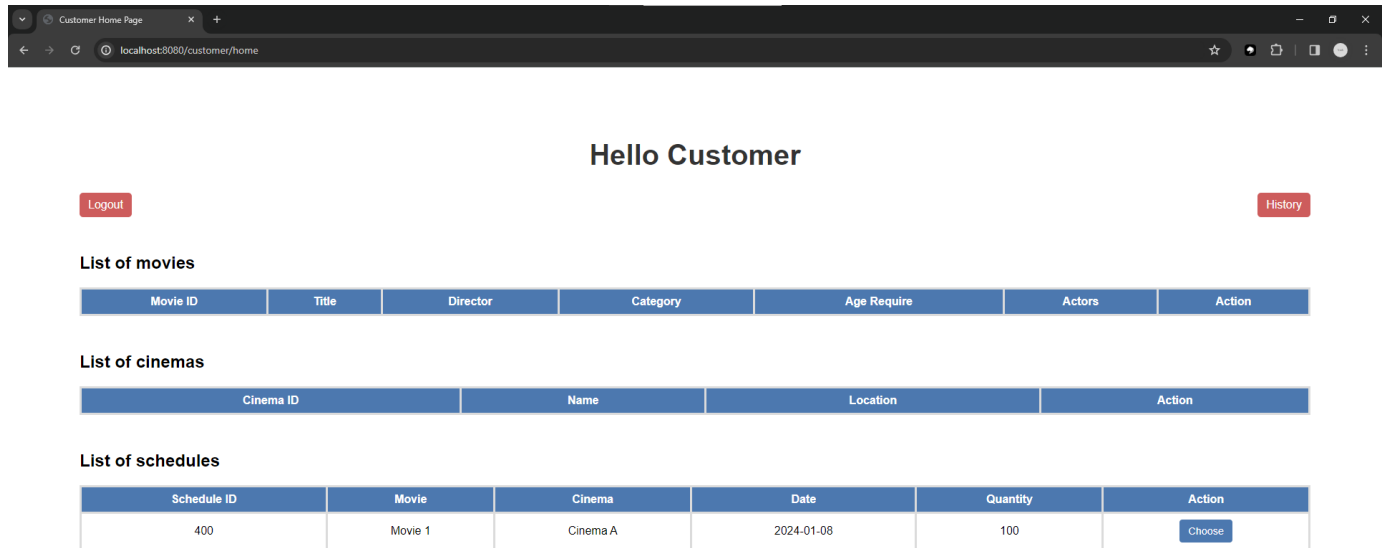 Customer Home Page
localhost:8080/customer/home
Hello Customer
Logout History
List of movies
Movie ID Title Director Category Age Require Actors Action
List of cinemas
Cinema ID Name Location Action
List of schedules
Schedule ID Movie Cinema Date Quantity Action
400 Movie 1 Cinema A 2024-01-08 100 Choose